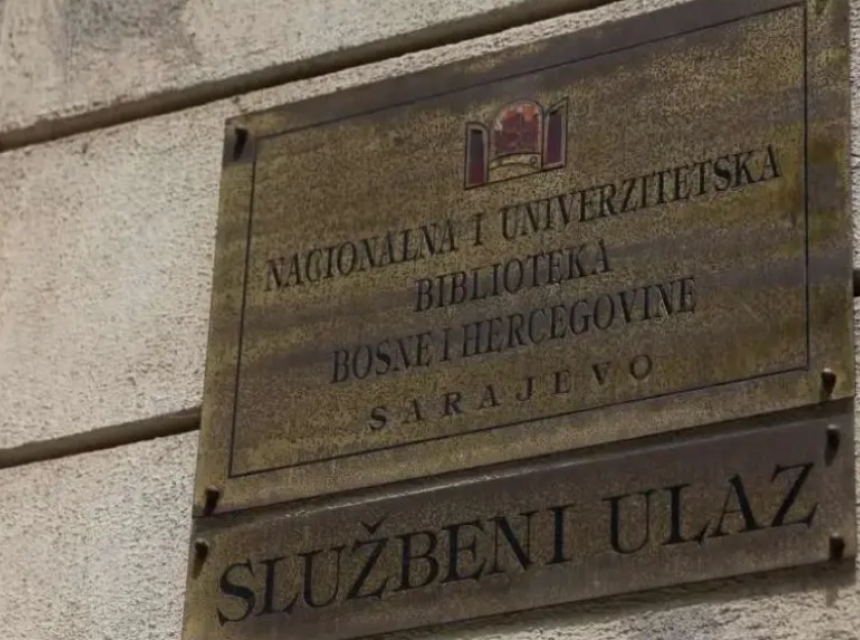 NACIONALNA I UNIVERZITETSKA
BIBLIOTEKA
BOSNE I HERCEGOVINE
SARAJEVO
SLUŽBENI ULAZ